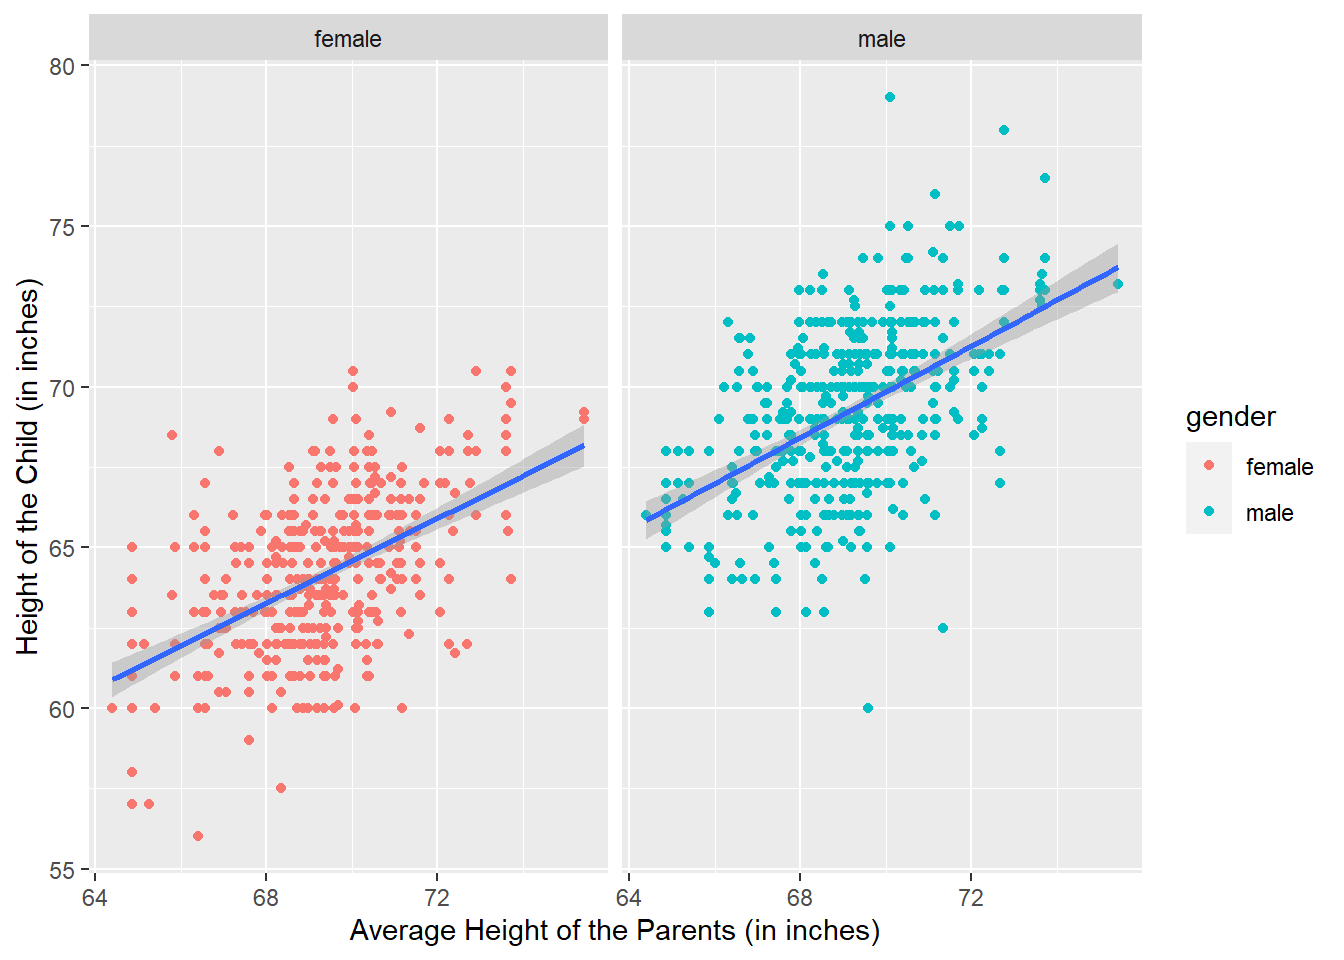 female
male
80
75
70
65
60
55
Height of the Child (in inches)
64
68
72
64
68
72
Average Height of the Parents (in inches)
gender
female
male